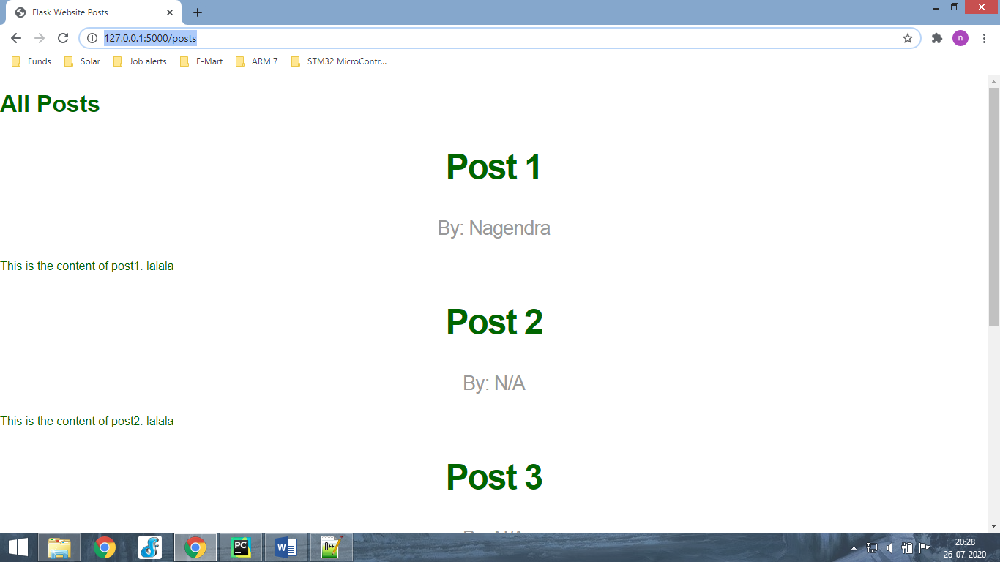 Flask Website Posts
127.0.0.1:5000/posts
n
Funds Solar Job alerts E-Mart ARM 7 STM32 MicroContr...
All Posts
Post 1
By: Nagendra
This is the content of post1. lalala
Post 2
By: N/A
This is the content of post2. lalala
Post 3
By: N/A
PC W N++
20:28
26-07-2020